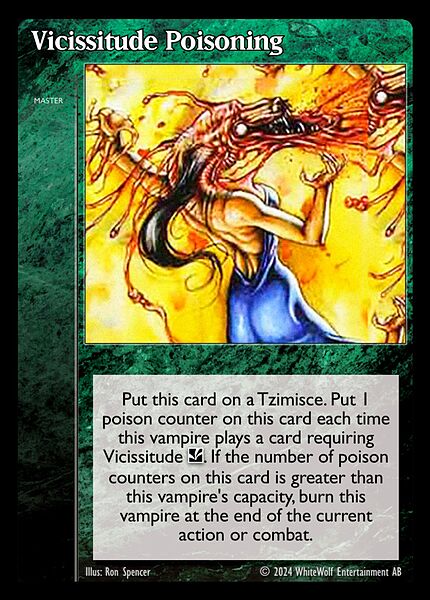 Vicissitude Poisoning
MASTER
Put this card on a Tzimisce. Put 1
poison counter on this card each time
this vampire plays a card requiring
Vicissitude . If the number of poison
counters on this card is greater than
this vampire's capacity, burn this
vampire at the end of the current
action or combat.
Illus: Ron Spencer © 2024 WhiteWolf Entertainment AB